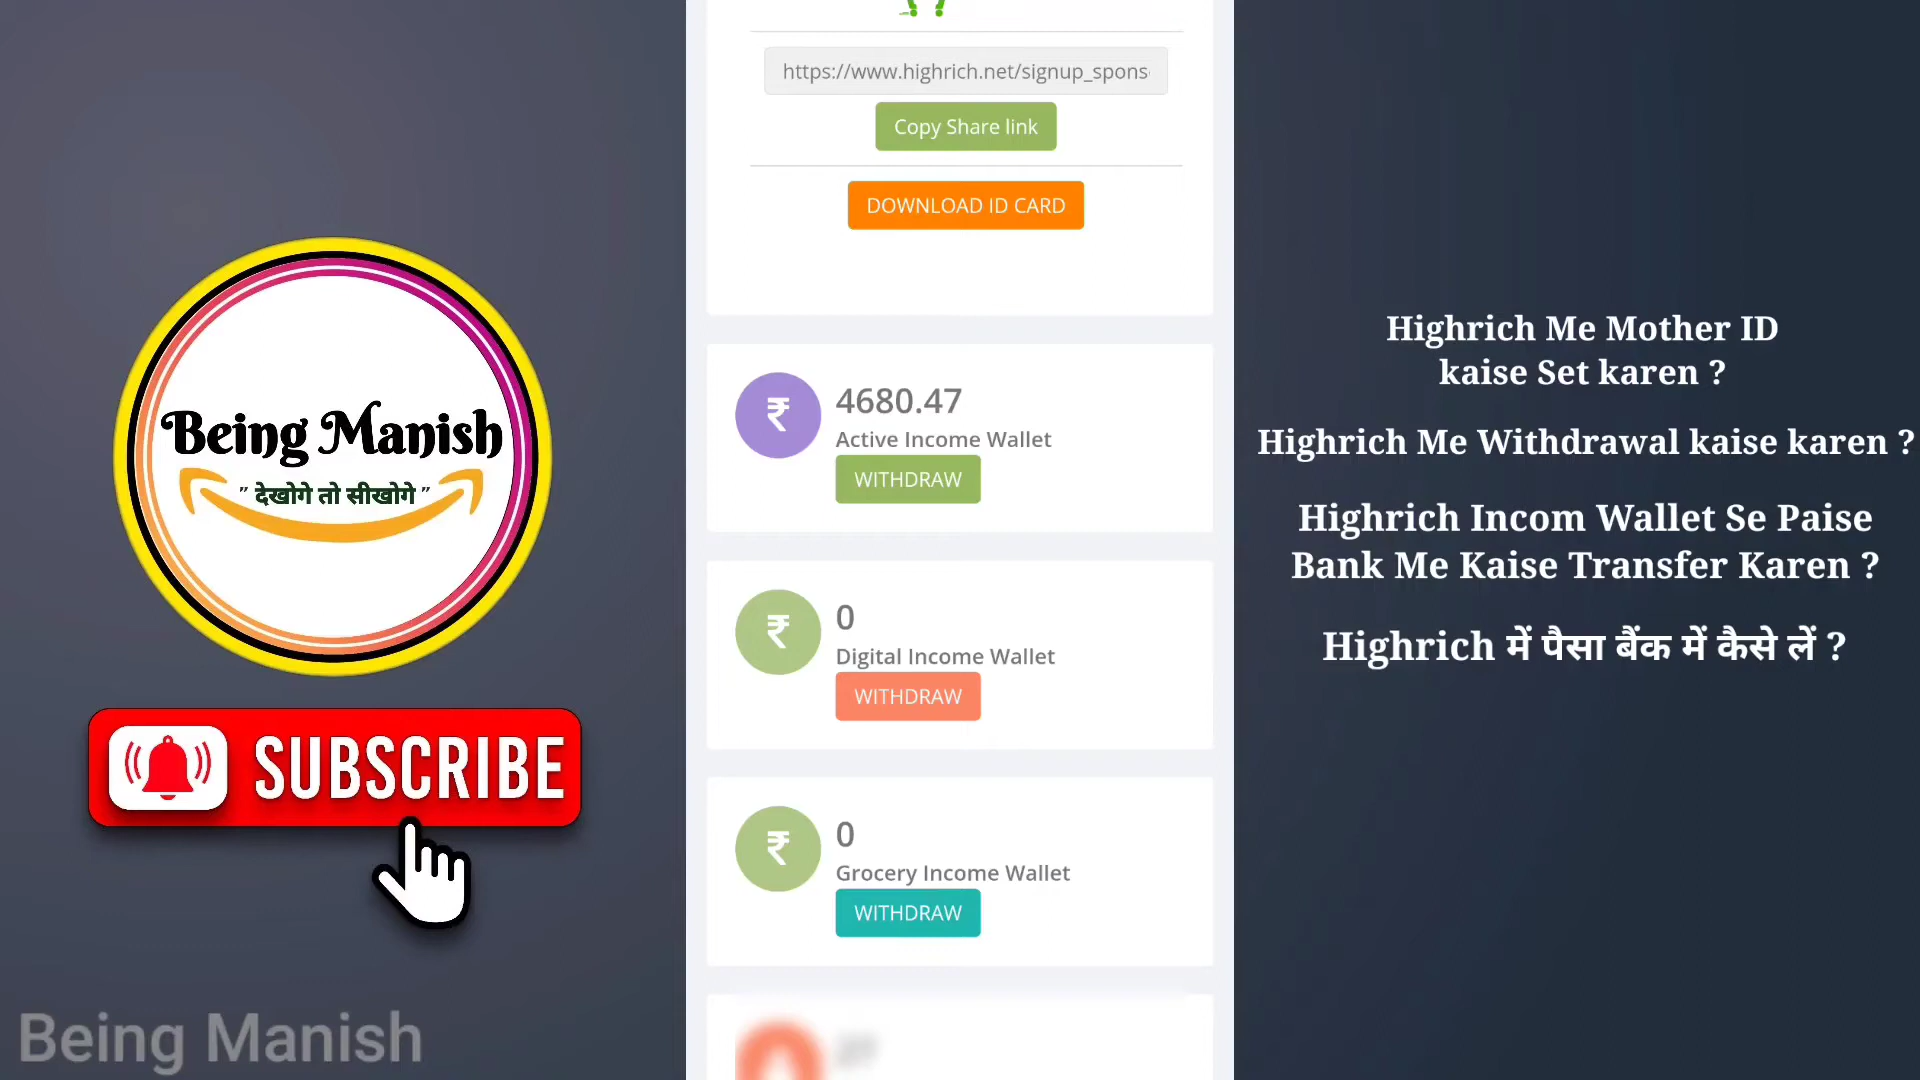 Being Manish
" देखोगे तो सीखोगे "
SUBSCRIBE
Being Manish
https://www.highrich.net/signup_spons
Copy Share link
DOWNLOAD ID CARD
₹
4680.47
Active Income Wallet
WITHDRAW
₹
0
Digital Income Wallet
WITHDRAW
₹
0
Grocery Income Wallet
WITHDRAW
Highrich Me Mother ID
kaise Set karen ?
Highrich Me Withdrawal kaise karen ?
Highrich Incom Wallet Se Paise
Bank Me Kaise Transfer Karen ?
Highrich में पैसा बैंक में कैसे लें ?